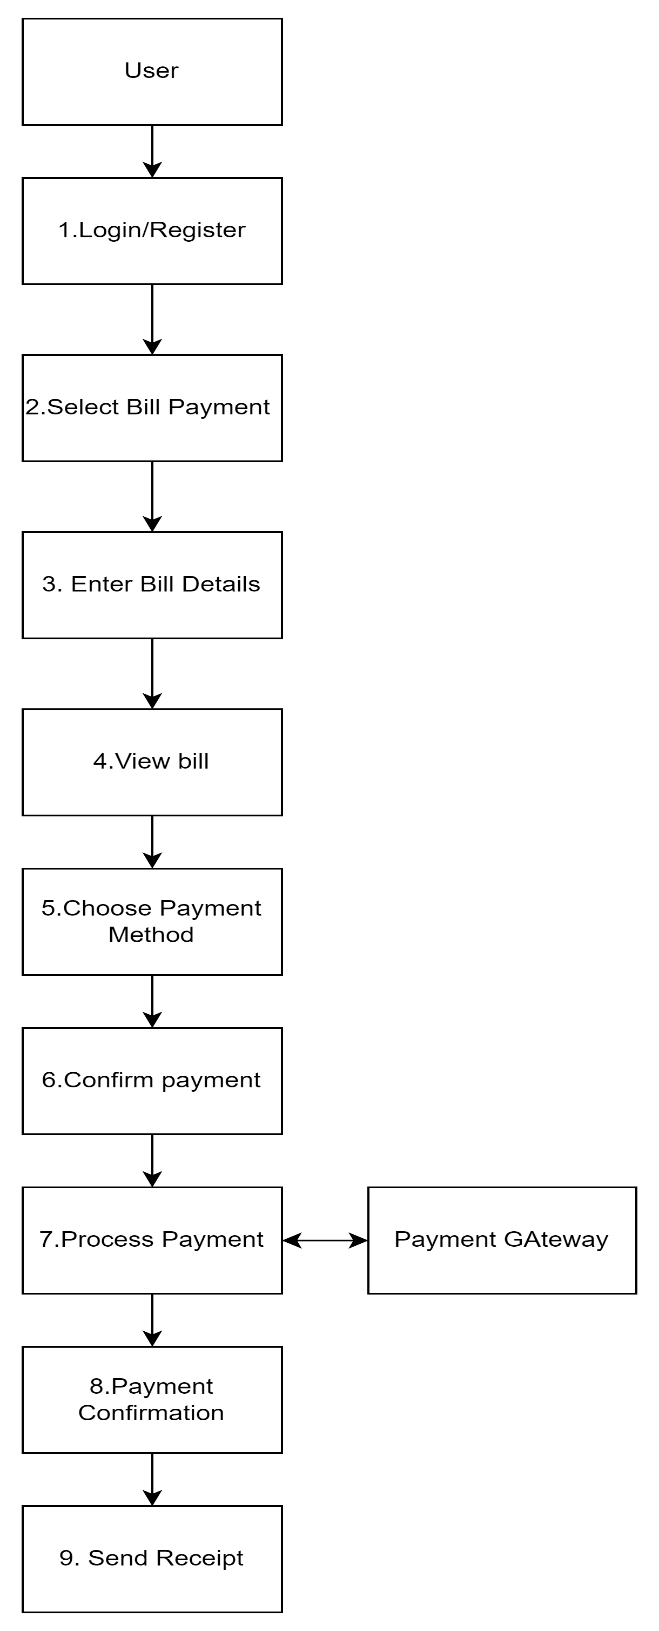 User
1.Login/Register
2.Select Bill Payment
3. Enter Bill Details
4.View bill
5.Choose Payment
Method
6.Confirm payment
7.Process Payment
Payment GAteway
8.Payment
Confirmation
9. Send Receipt